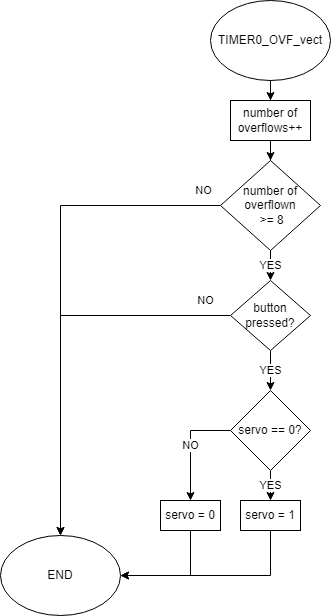 TIMER0_OVF_vect
number of
overflows++
NO
number of
overflown
>= 8
YES
NO
button
pressed?
YES
servo == 0?
NO
YES
servo = 0
servo = 1
END